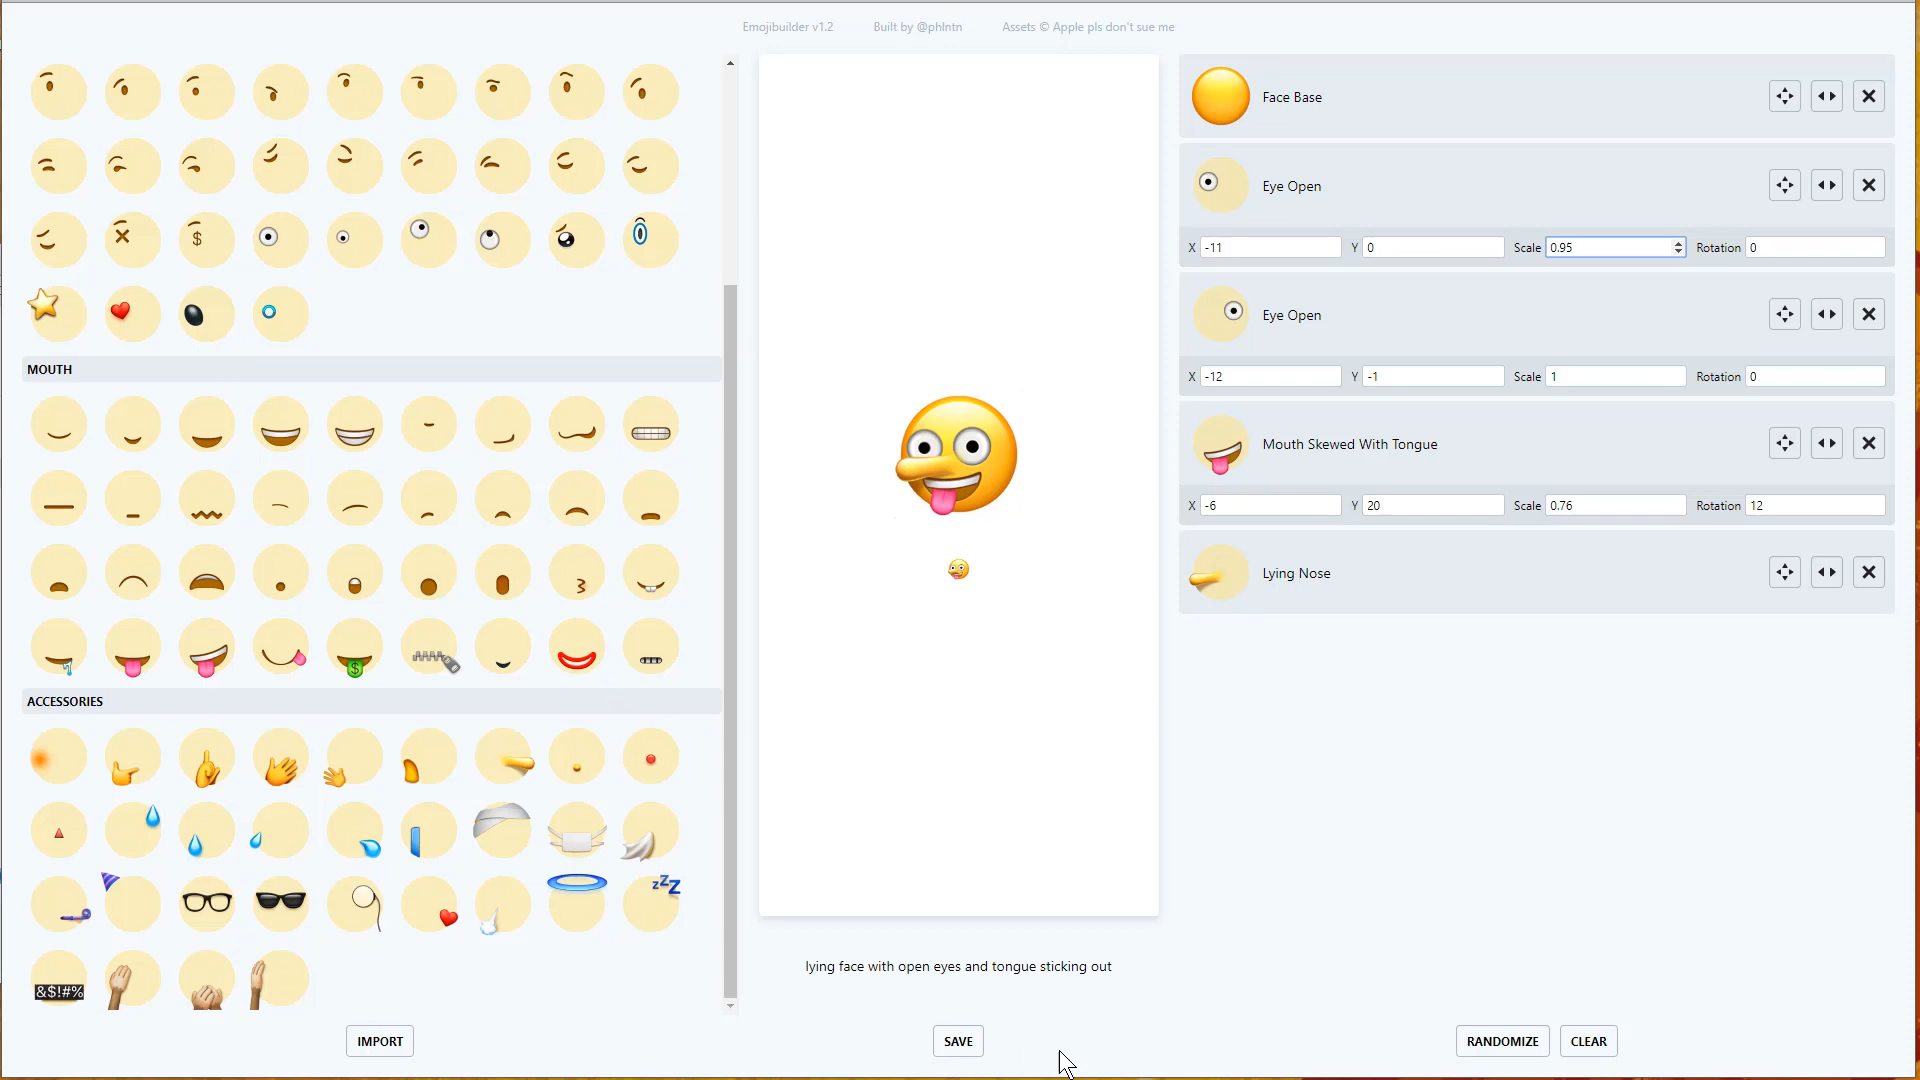 Emojibuilder v1.2
Built by @phlntn
Assets © Apple pls don't sue me
$
MOUTH
$
ACCESSORIES
zZZ
&$!#%
IMPORT
lying face with open eyes and tongue sticking out
SAVE
Face Base
Eye Open
X -11 Y 0 Scale 0.95 Rotation 0
Eye Open
X -12 Y -1 Scale 1 Rotation 0
Mouth Skewed With Tongue
X -6 Y 20 Scale 0.76 Rotation 12
Lying Nose
RANDOMIZE
CLEAR